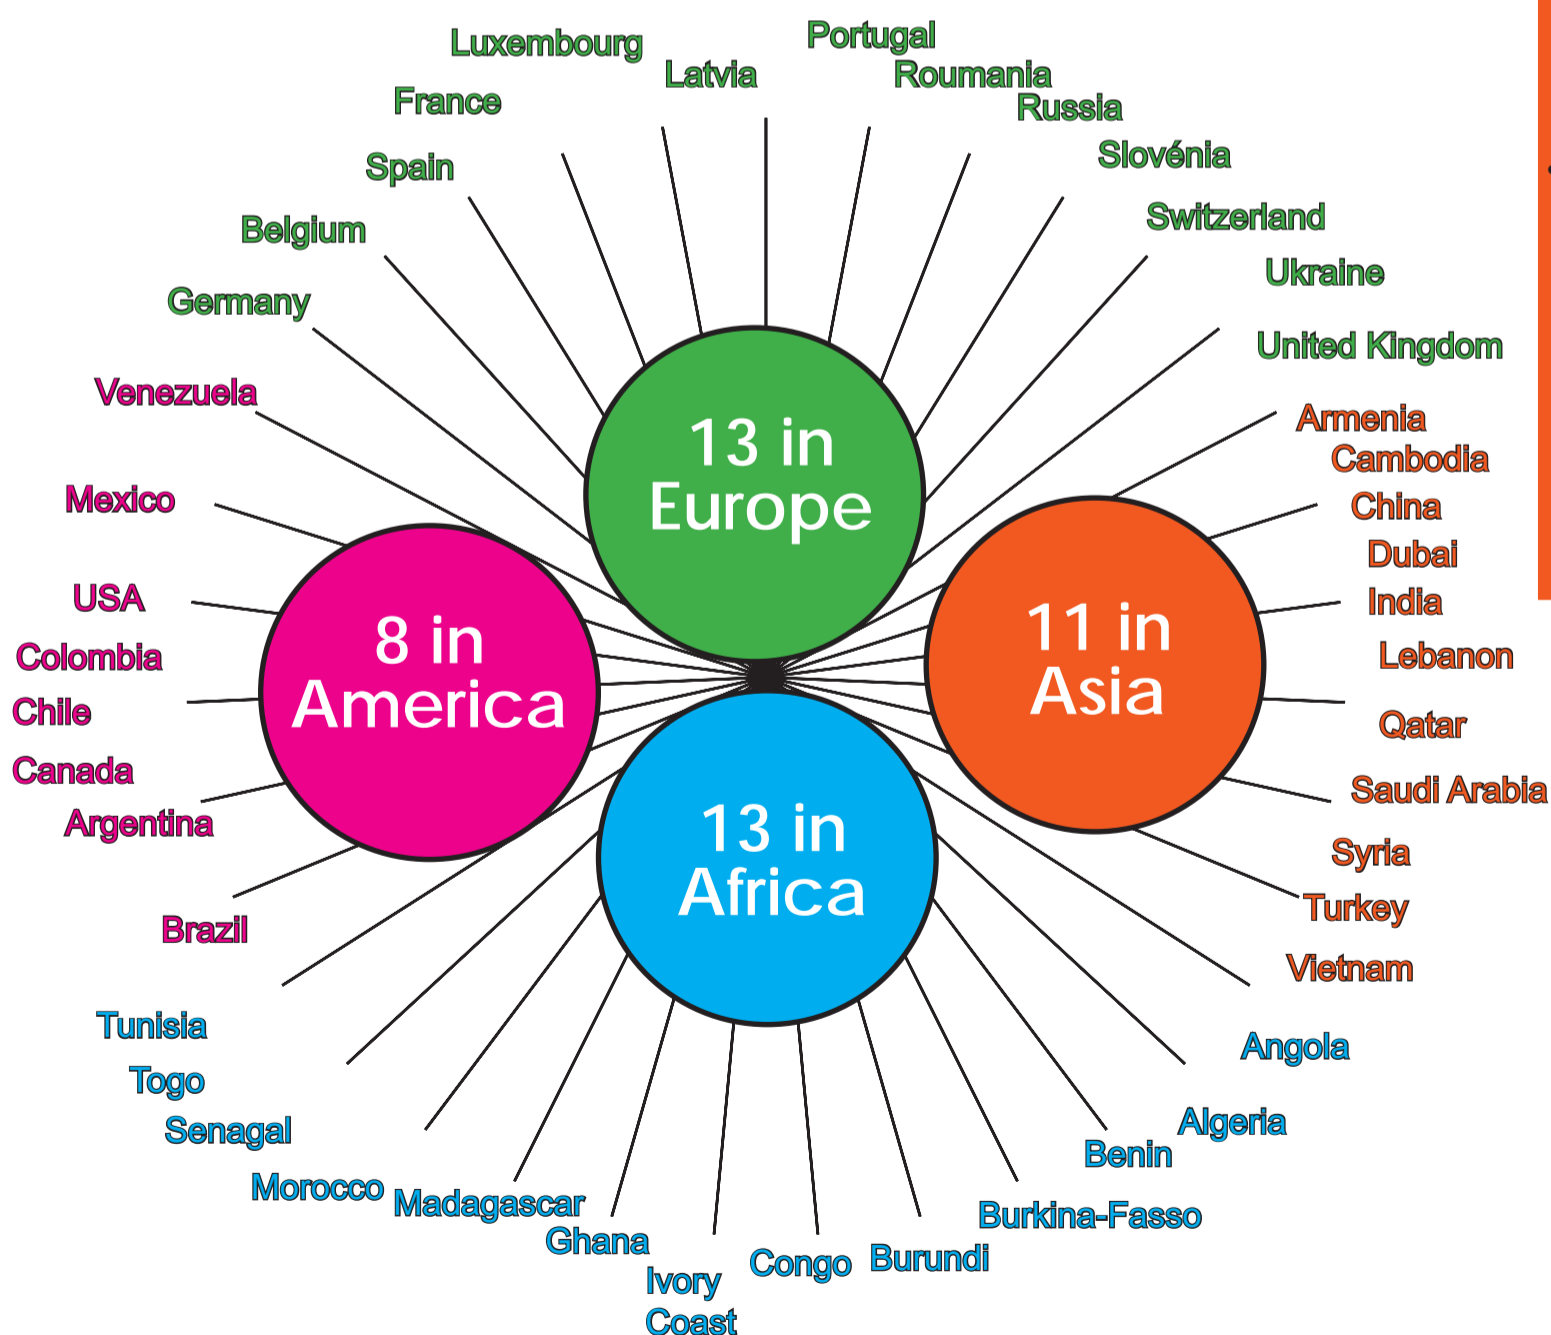 Luxembourg
Latvia
Portugal
Roumania
Russia
France
Slovénia
Spain
Switzerland
Belgium
Ukraine
Germany
United Kingdom
13 in
Europe
Venezuela
Mexico
USA
Colombia
Chile
Canada
Argentina
Brazil
8 in
America
Armenia
Cambodia
China
Dubai
India
Lebanon
Qatar
Saudi Arabia
Syria
Turkey
Vietnam
11 in
Asia
13 in
Africa
Tunisia
Togo
Senagal
Morocco
Madagascar
Ghana
Ivory
Coast
Congo
Burundi
Burkina-Fasso
Benin
Algeria
Angola